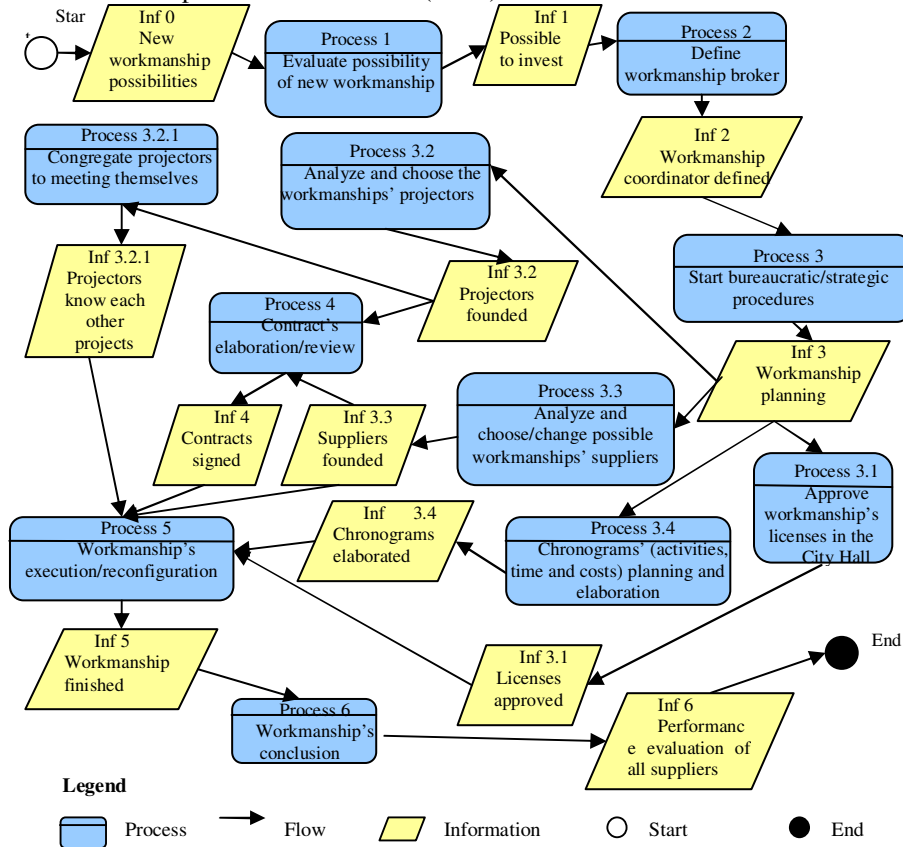 Star
t
Inf 0
New
workmanship
possibilities
Process 1
Evaluate possibility
of new workmanship
Inf 1
Possible
to invest
Process 2
Define
workmanship broker
Inf 2
Workmanship
coordinator defined
Process 3.2.1
Congregate projectors
to meeting themselves
Process 3.2
Analyze and choose the
workmanships' projectors
Process 3
Start bureaucratic/strategic
procedures
Inf 3.2.1
Projectors
know each
other
projects
Inf 3.2
Projectors
founded
Process 4
Contract's
elaboration/review
Inf 3
Workmanship
planning
Process 3.3
Analyze and
choose/change possible
workmanships' suppliers
Inf 4
Contracts
signed
Inf 3.3
Suppliers
founded
Process 3.1
Approve
workmanship's
licenses in the
City Hall
Process 5
Workmanship's
execution/reconfiguration
Inf 3.4
Chronograms
elaborated
Process 3.4
Chronograms' (activities,
time and costs) planning and
elaboration
Inf 5
Workmanship
finished
Inf 3.1
Licenses
approved
End
Process 6
Workmanship's
conclusion
Inf 6
Performanc
e evaluation of
all suppliers
Legend
Process
Flow
Information
Start
End